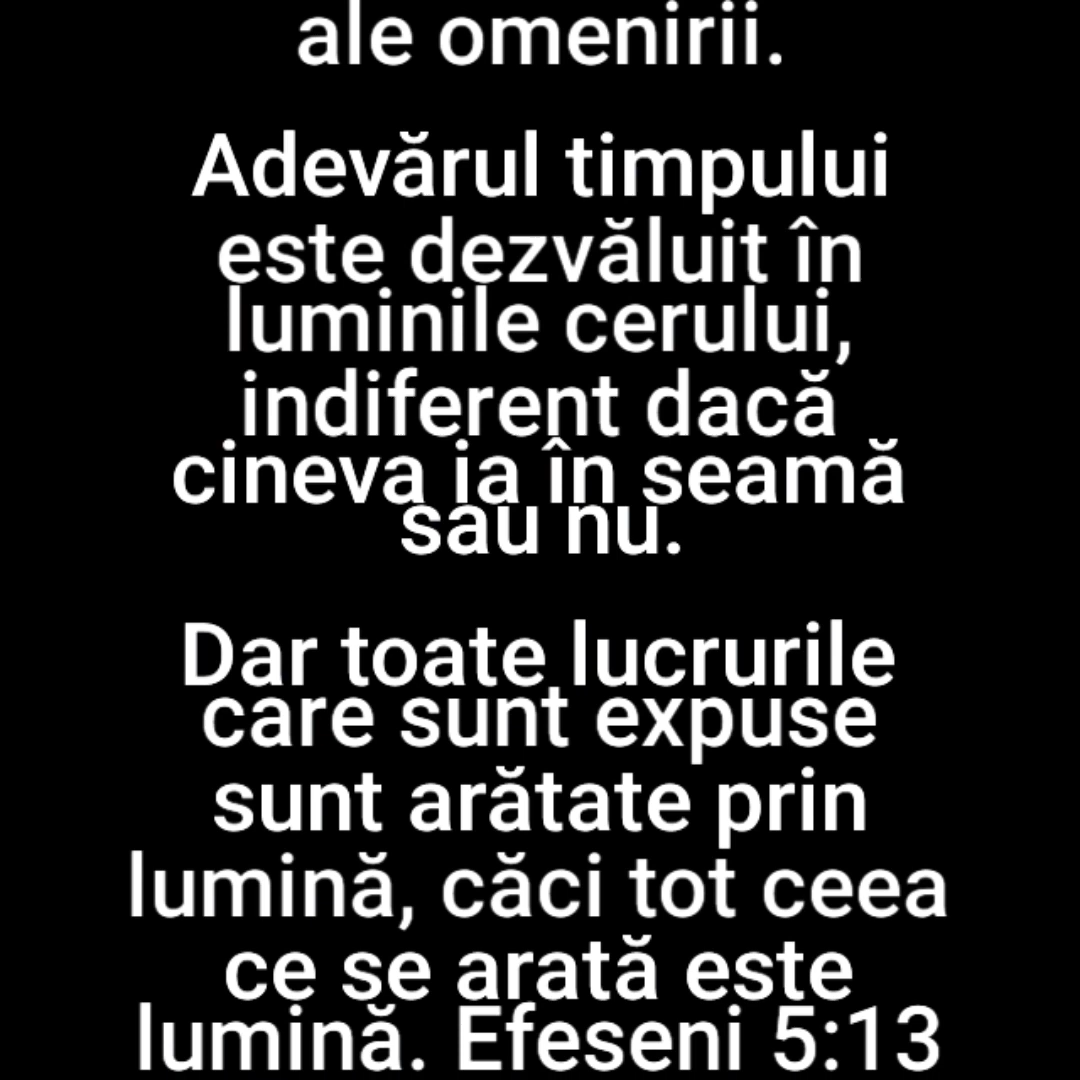 ale omenirii.
Adevărul timpului
este dezvăluit în
luminile cerului,
indiferent dacă
cineva ia în seamă
sau nu.
Dar toate lucrurile
care sunt expuse
sunt arătate prin
lumină, căci tot ceea
ce se arată este
lumină. Efeseni 5:13